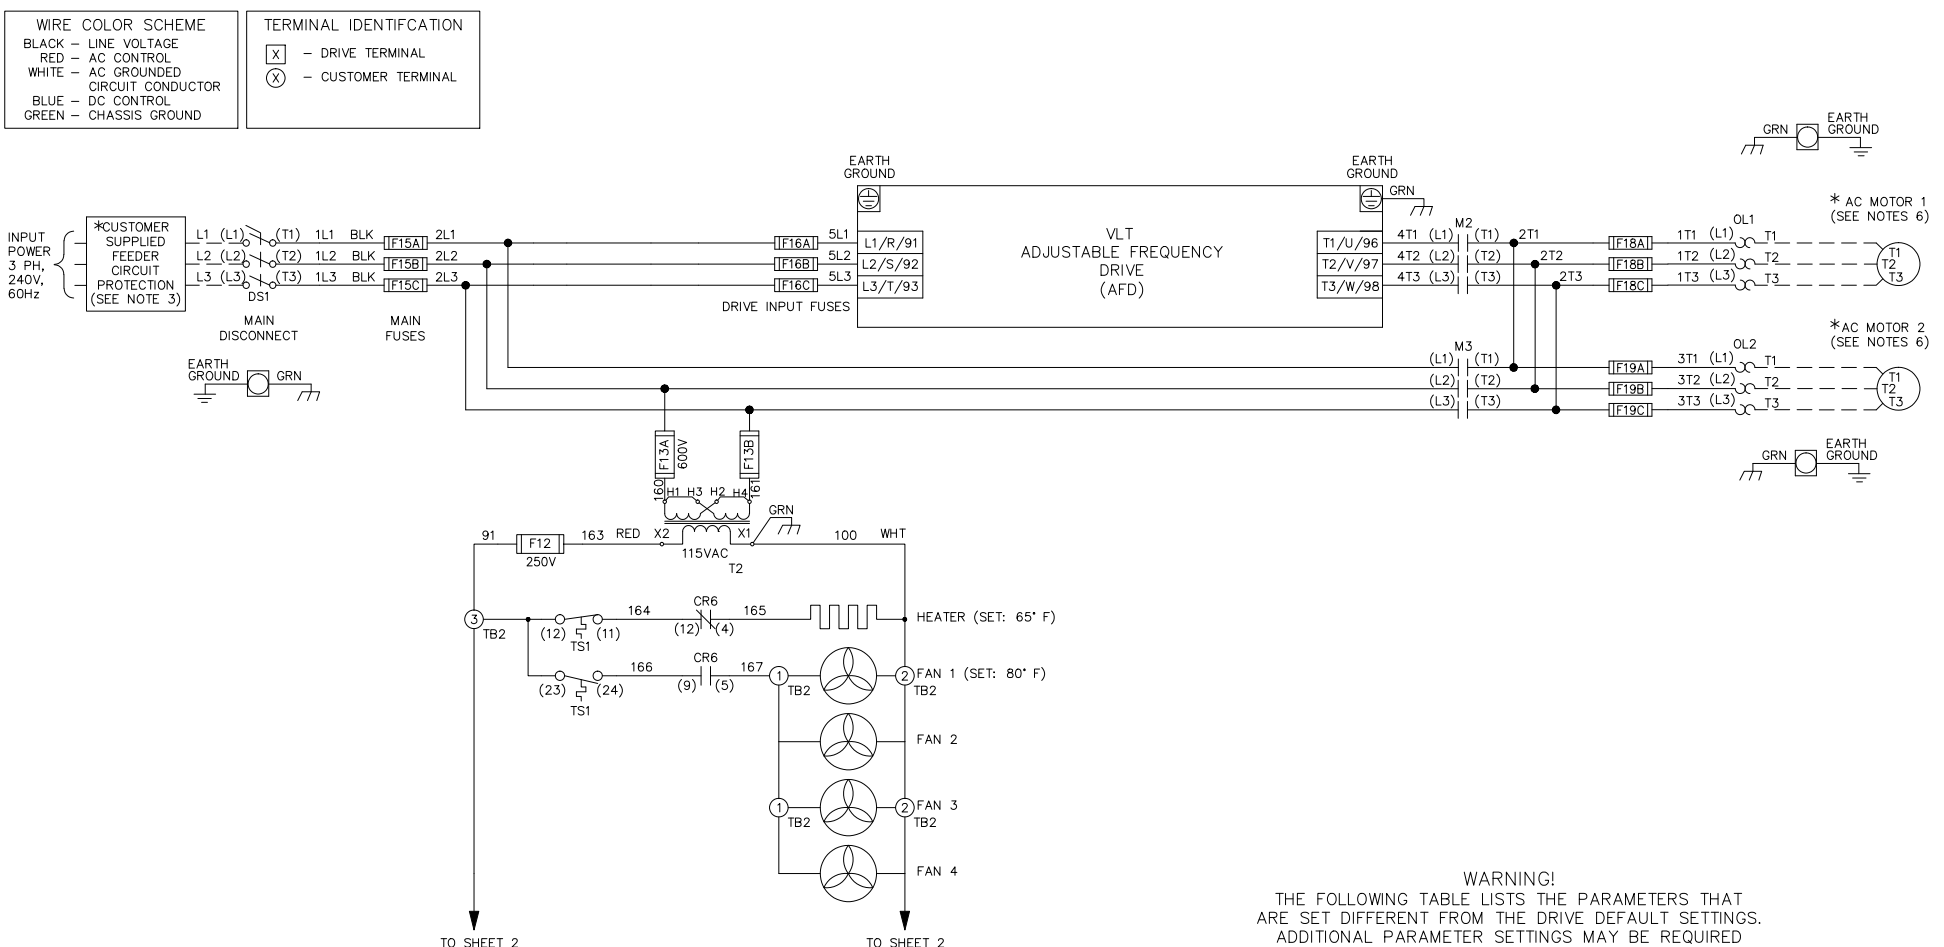 WIRE COLOR SCHEME
BLACK – LINE VOLTAGE
RED – AC CONTROL
WHITE – AC GROUNDED
CIRCUIT CONDUCTOR
BLUE – DC CONTROL
GREEN – CHASSIS GROUND
TERMINAL IDENTIFCATION
X – DRIVE TERMINAL
X – CUSTOMER TERMINAL
GRN EARTH
GROUND
EARTH
GROUND
EARTH
GROUND
GRN
INPUT
POWER
3 PH,
240V,
60Hz
*CUSTOMER
SUPPLIED
FEEDER
CIRCUIT
PROTECTION
(SEE NOTE 3)
L1 (L1) (T1) 1L1 BLK F15A 2L1
L2 (L2) (T2) 1L2 BLK F15B 2L2
L3 (L3) (T3) 1L3 BLK F15C 2L3
DS1
MAIN
DISCONNECT
MAIN
FUSES
F16A 5L1 L1/R/91
F16B 5L2 L2/S/92
F16C 5L3 L3/T/93
DRIVE INPUT FUSES
VLT
ADJUSTABLE FREQUENCY
DRIVE
(AFD)
M2
T1/U/96 4T1 (L1) (T1) 2T1
T2/V/97 4T2 (L2) (T2) 2T2
T3/W/98 4T3 (L3) (T3) 2T3
OL1
F18A 1T1 (L1) T1
F18B 1T2 (L2) T2
F18C 1T3 (L3) T3
* AC MOTOR 1
(SEE NOTES 6)
T1
T2
T3
M3
(L1) (T1)
(L2) (T2)
(L3) (T3)
OL2
F19A 3T1 (L1) T1
F19B 3T2 (L2) T2
F19C 3T3 (L3) T3
*AC MOTOR 2
(SEE NOTES 6)
T1
T2
T3
EARTH
GROUND GRN
GRN EARTH
GROUND
F13A 600V F13B
160 H1 H3 H2 H4 161
GRN
91 F12 163 RED X2 X1 100 WHT
250V
115VAC
T2
3 TB2
(12) (11) 164 CR6 (12) (4) 165 HEATER (SET: 65° F)
TS1
(23) (24) 166 CR6 (9) (5) 167 1 TB2 2 TB2 FAN 1 (SET: 80° F)
TS1
FAN 2
1 TB2 2 TB2 FAN 3
FAN 4
TO SHEET 2
TO SHEET 2
WARNING!
THE FOLLOWING TABLE LISTS THE PARAMETERS THAT
ARE SET DIFFERENT FROM THE DRIVE DEFAULT SETTINGS.
ADDITIONAL PARAMETER SETTINGS MAY BE REQUIRED